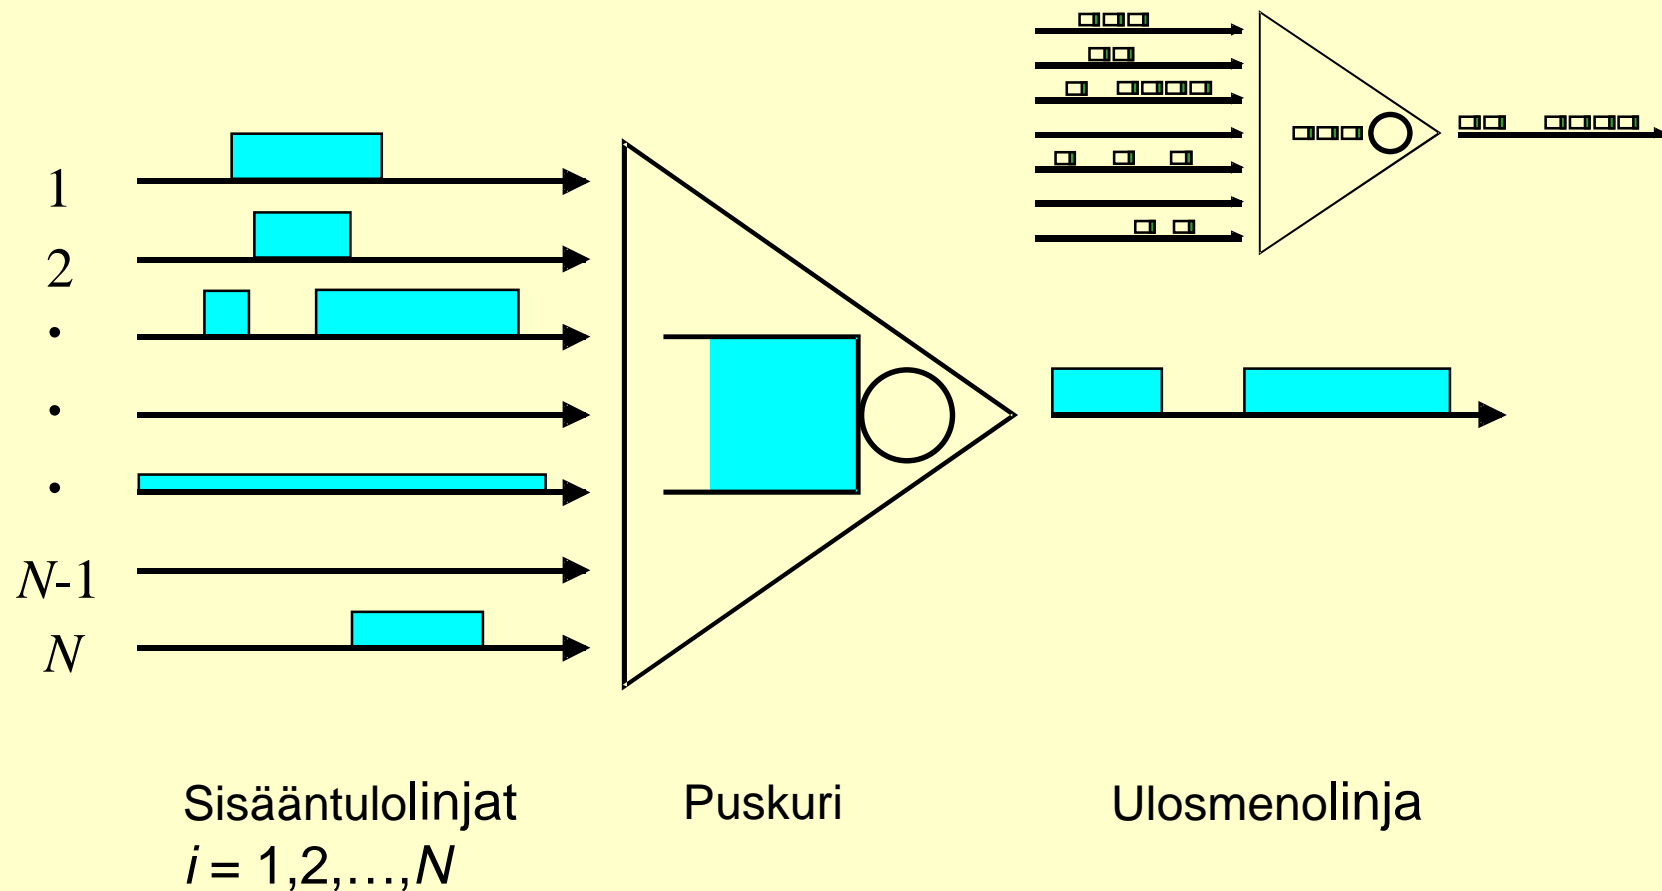 1
2
.
.
.
N-1
N
Sisääntulolinjat
i = 1,2,…,N
Puskuri
Ulosmenolinja